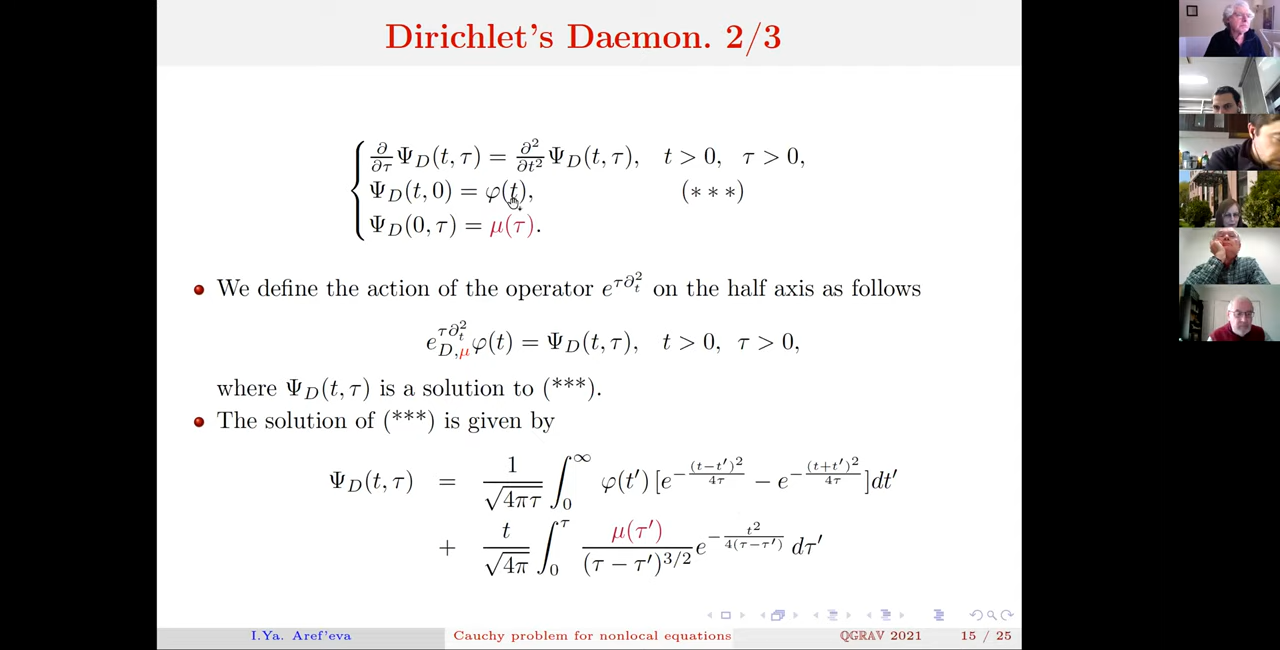 Dirichlet's Daemon. 2/3
∂/∂τ Ψ_D(t, τ) = ∂²/∂t² Ψ_D(t, τ), t > 0, τ > 0,
Ψ_D(t, 0) = φ(t), (∗ ∗ ∗)
Ψ_D(0, τ) = μ(τ).
We define the action of the operator e^{τ∂_t^2} on the half axis as follows
e^{τ∂_t^2}_{D,μ} φ(t) = Ψ_D(t, τ), t > 0, τ > 0,
where Ψ_D(t, τ) is a solution to (***).
The solution of (***) is given by
Ψ_D(t, τ) = 1/√(4πτ) ∫_0^∞ φ(t′) [e^{−(t−t′)²/4τ} − e^{−(t+t′)²/4τ}]dt′
+ t/√(4π) ∫_0^τ μ(τ′)/(τ − τ′)^{3/2} e^{−t²/4(τ−τ′)} dτ′
I.Ya. Aref'eva Cauchy problem for nonlocal equations QGRAV 2021 15 / 25